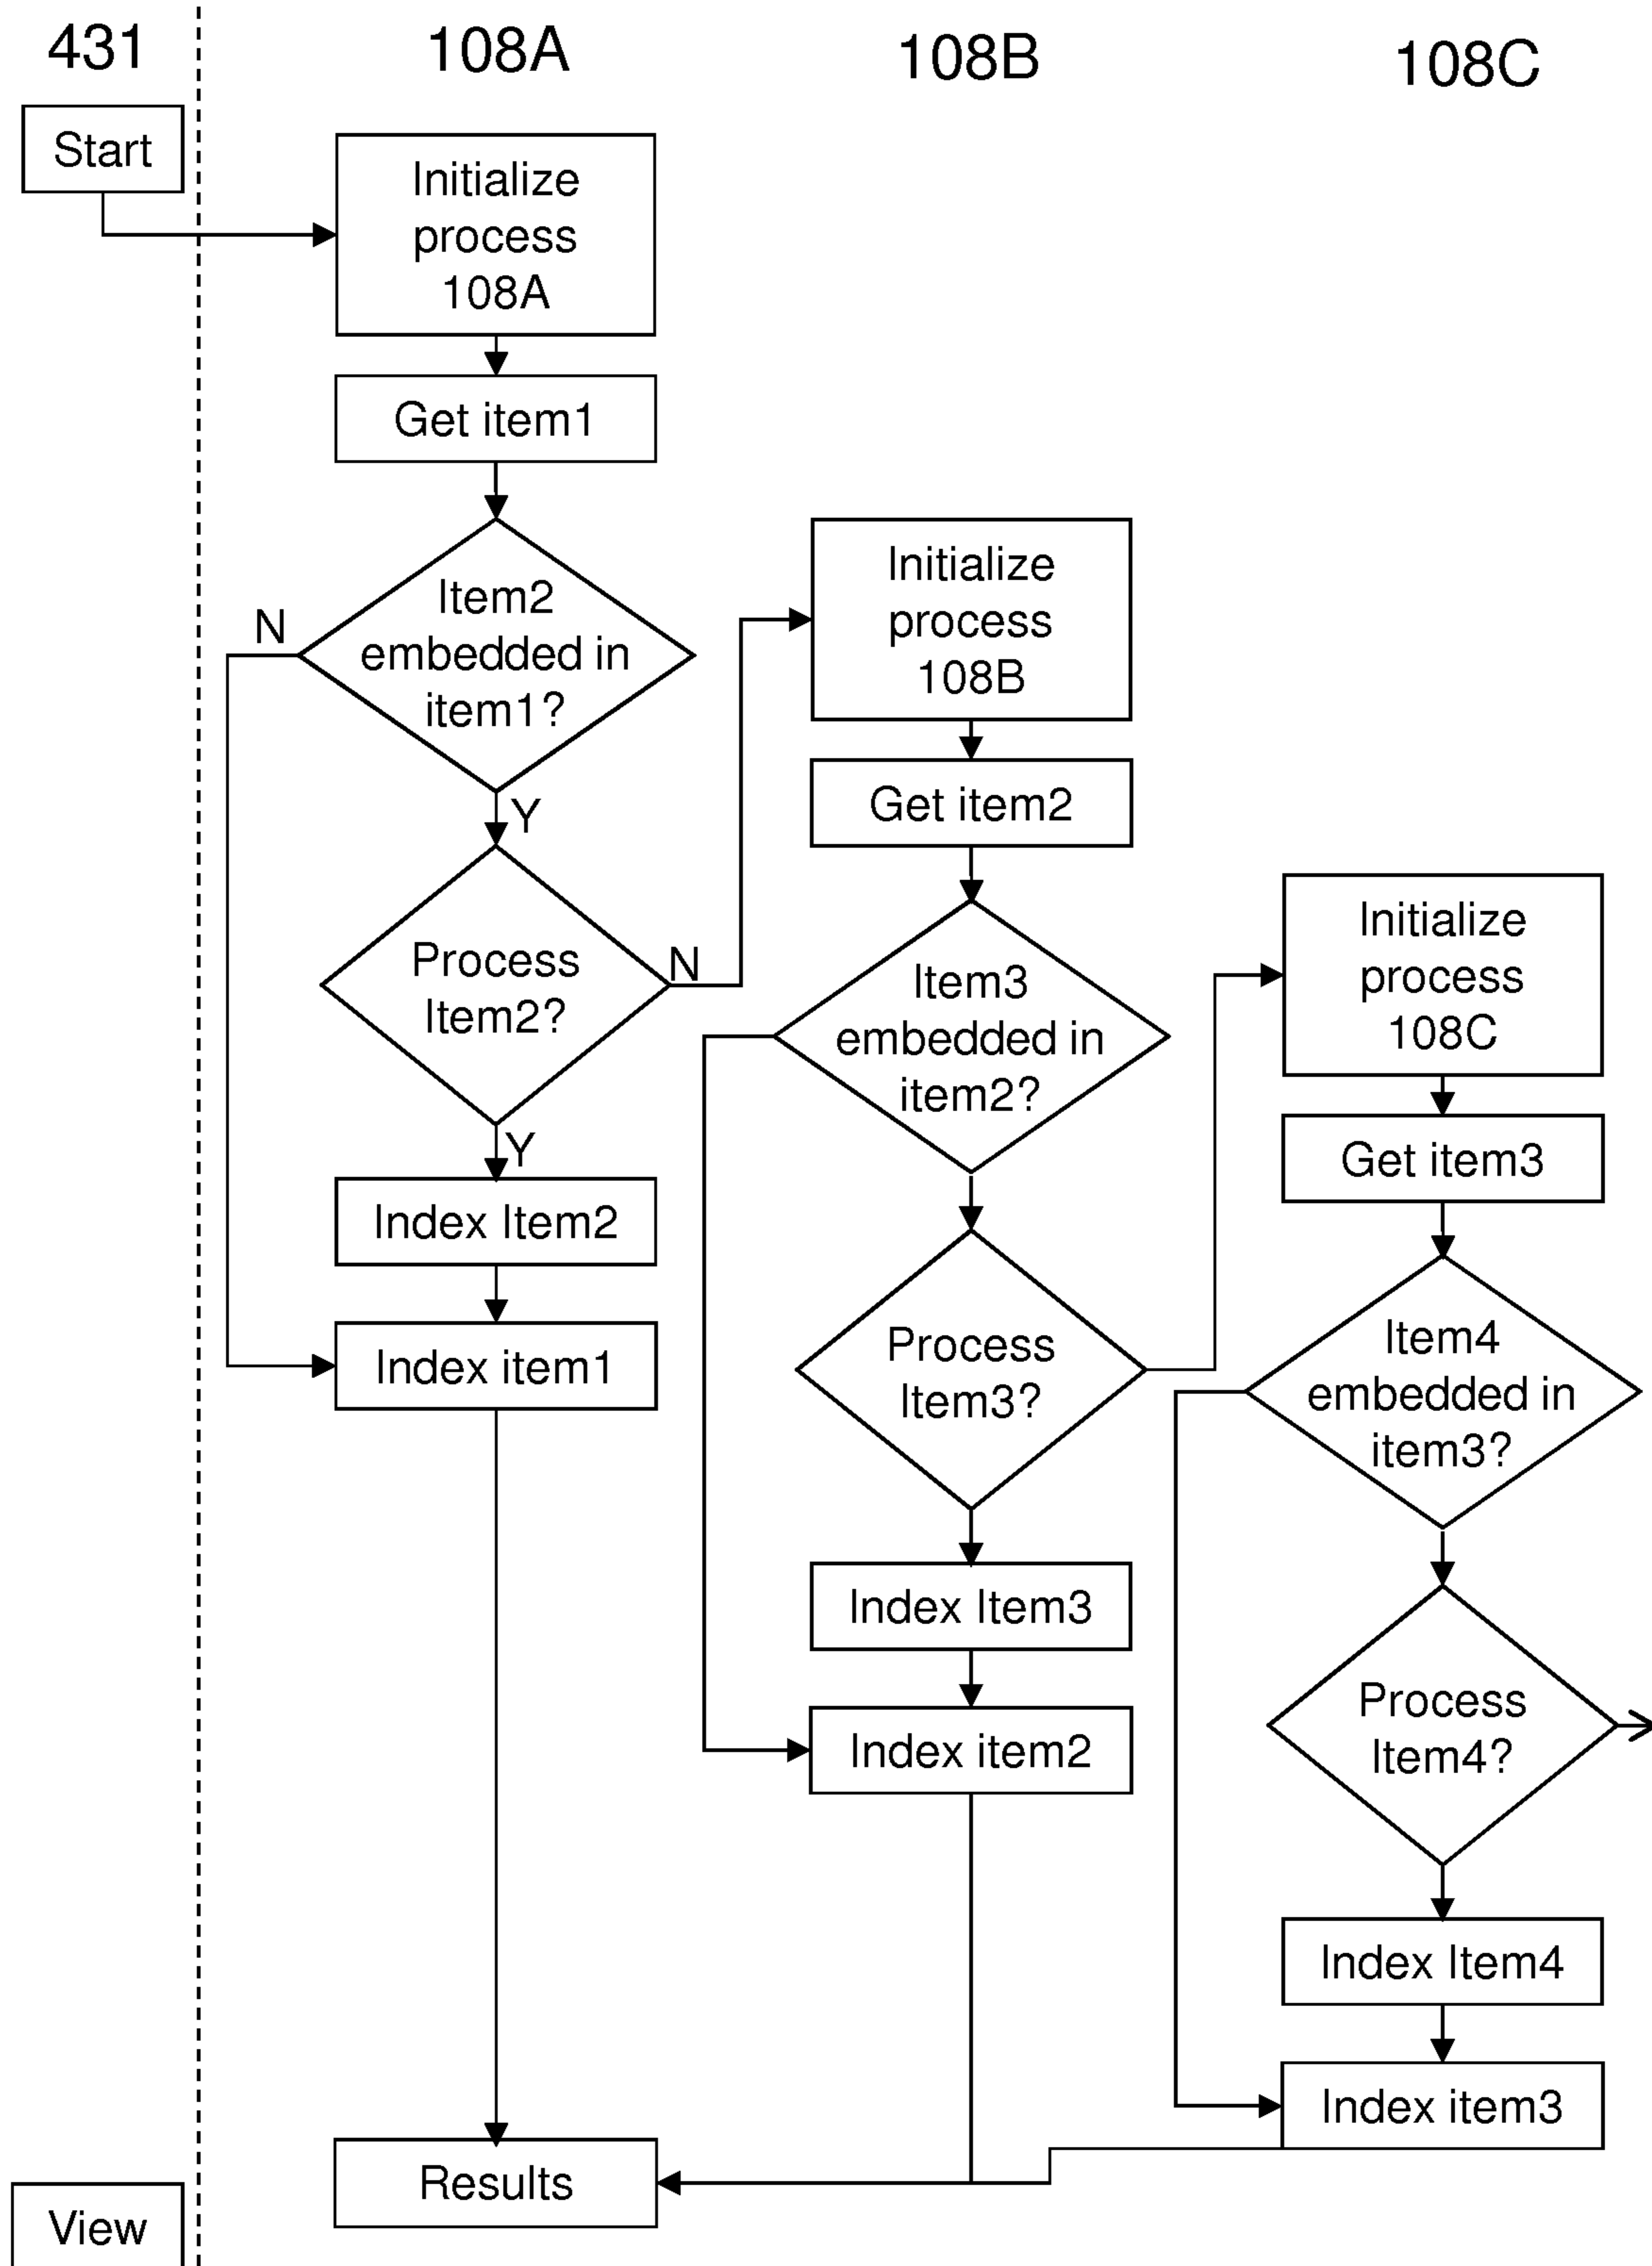 431
108A
108B
108C
Start
Initialize
process
108A
Get item1
Item2
embedded in
item1?
N
Y
Process
Item2?
N
Y
Index Item2
Index item1
Initialize
process
108B
Get item2
Item3
embedded in
item2?
Process
Item3?
Index Item3
Index item2
Initialize
process
108C
Get item3
Item4
embedded in
item3?
Process
Item4?
Index Item4
Index item3
Results
View